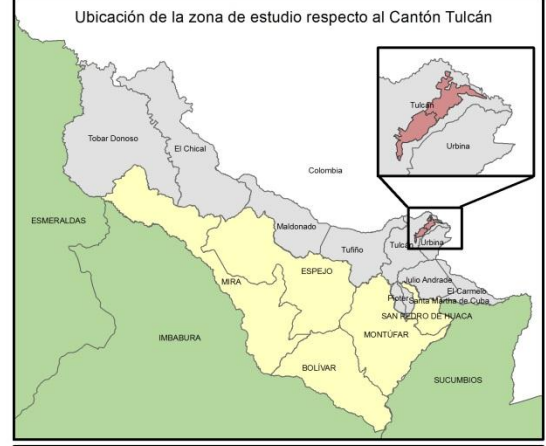 Ubicación de la zona de estudio respecto al Cantón Tulcán
Tulcán
Urbina
Tobar Donoso
El Chical
Colombia
ESMERALDAS
Maldonado
Tufiño
Tulcán
Urbina
ESPEJO
MIRA
Julio Andrade
El Carmelo
Pioter
Santa Martha de Cuba
SAN PEDRO DE HUACA
IMBABURA
MONTÚFAR
BOLÍVAR
SUCUMBIOS